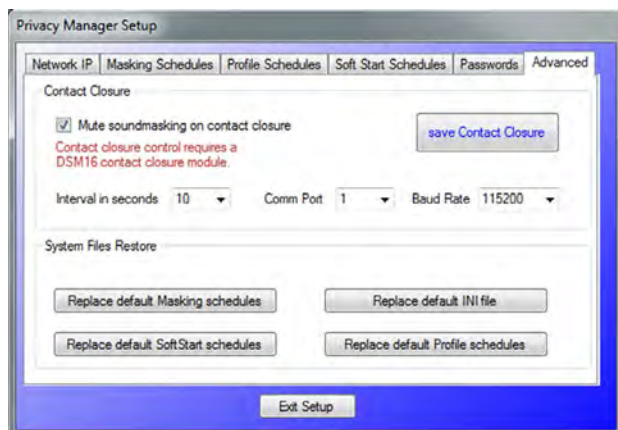 Privacy Manager Setup
Network IP Masking Schedules Profile Schedules Soft Start Schedules Passwords Advanced
Contact Closure
Mute soundmasking on contact closure
save Contact Closure
Contact closure control requires a
DSM16 contact closure module.
Interval in seconds 10 Comm Port 1 Baud Rate 115200
System Files Restore
Replace default Masking schedules Replace default INI file
Replace default SoftStart schedules Replace default Profile schedules
Exit Setup